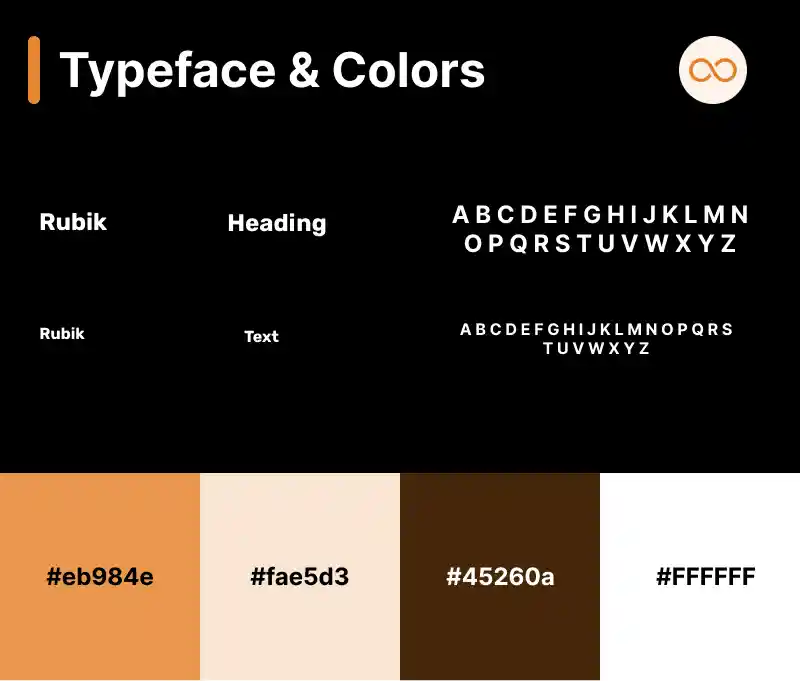 Typeface & Colors
Rubik
Heading
A B C D E F G H I J K L M N
O P Q R S T U V W X Y Z
Rubik
Text
A B C D E F G H I J K L M N O P Q R S
T U V W X Y Z
#eb984e
#fae5d3
#45260a
#FFFFFF